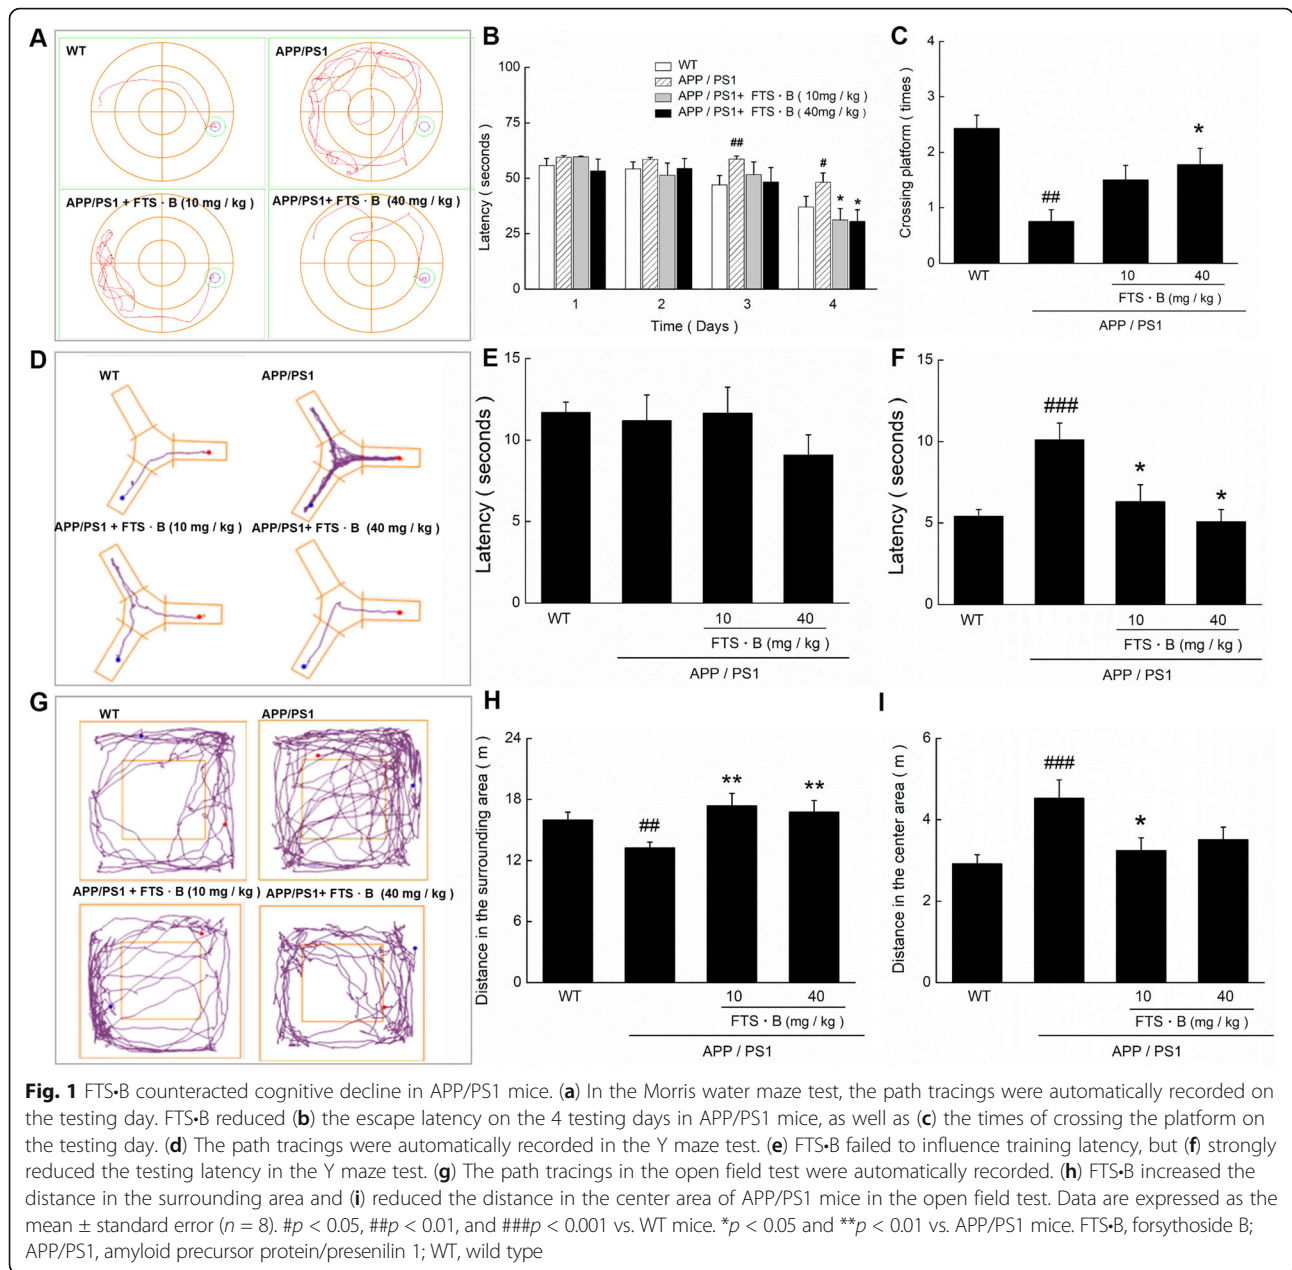 A
WT
APP/PS1
APP/PS1 + FTS · B (10 mg / kg)
APP/PS1+ FTS · B (40 mg / kg)
B
WT
APP / PS1
APP / PS1+ FTS · B ( 10mg / kg )
APP / PS1+ FTS · B ( 40mg / kg )
Latency ( seconds )
100
75
50
25
0
##
#
*
*
1
2
3
4
Time ( Days )
C
Crossing platform ( times )
4
3
2
1
0
##
*
WT
10
40
FTS · B (mg / kg )
APP / PS1
D
WT
APP/PS1
APP/PS1 + FTS · B (10 mg / kg)
APP/PS1+ FTS · B (40 mg / kg)
E
Latency ( seconds )
15
10
5
0
WT
10
40
FTS · B (mg / kg )
APP / PS1
F
Latency ( seconds )
15
10
5
0
###
*
*
WT
10
40
FTS · B (mg / kg )
APP / PS1
G
WT
APP/PS1
APP/PS1 + FTS · B (10 mg / kg )
APP/PS1+ FTS · B (40 mg / kg )
H
Distance in the surrounding area ( m )
24
18
12
6
0
##
**
**
WT
10
40
FTS · B (mg / kg )
APP / PS1
I
Distance in the center area ( m )
6
4
2
0
###
*
WT
10
40
FTS · B (mg / kg )
APP / PS1
Fig. 1 FTS•B counteracted cognitive decline in APP/PS1 mice. (a) In the Morris water maze test, the path tracings were automatically recorded on
the testing day. FTS•B reduced (b) the escape latency on the 4 testing days in APP/PS1 mice, as well as (c) the times of crossing the platform on
the testing day. (d) The path tracings were automatically recorded in the Y maze test. (e) FTS•B failed to influence training latency, but (f) strongly
reduced the testing latency in the Y maze test. (g) The path tracings in the open field test were automatically recorded. (h) FTS•B increased the
distance in the surrounding area and (i) reduced the distance in the center area of APP/PS1 mice in the open field test. Data are expressed as the
mean ± standard error (n = 8). #p < 0.05, ##p < 0.01, and ###p < 0.001 vs. WT mice. *p < 0.05 and **p < 0.01 vs. APP/PS1 mice. FTS•B, forsythoside B;
APP/PS1, amyloid precursor protein/presenilin 1; WT, wild type